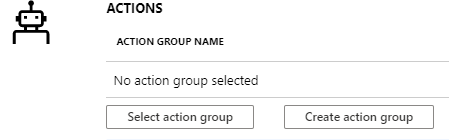 ACTIONS
ACTION GROUP NAME
No action group selected
Select action group Create action group